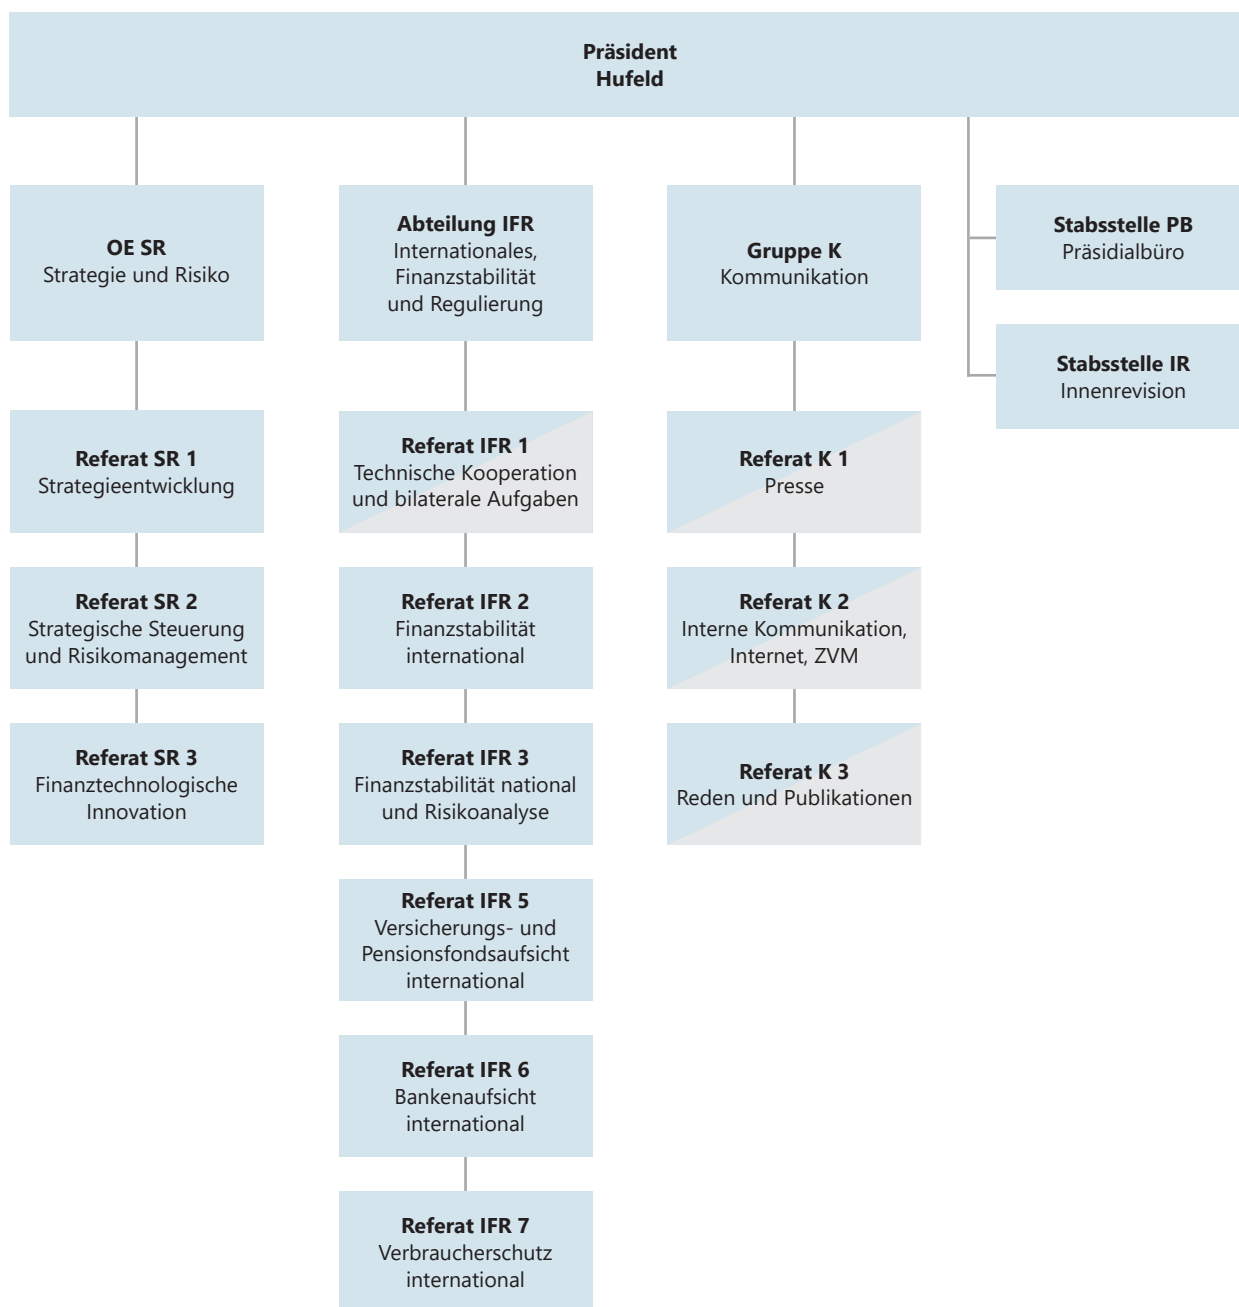 Präsident
Hufeld
OE SR
Strategie und Risiko
Abteilung IFR
Internationales,
Finanzstabilität
und Regulierung
Gruppe K
Kommunikation
Stabsstelle PB
Präsidialbüro
Stabsstelle IR
Innenrevision
Referat SR 1
Strategieentwicklung
Referat SR 2
Strategische Steuerung
und Risikomanagement
Referat SR 3
Finanztechnologische
Innovation
Referat IFR 1
Technische Kooperation
und bilaterale Aufgaben
Referat IFR 2
Finanzstabilität
international
Referat IFR 3
Finanzstabilität national
und Risikoanalyse
Referat IFR 5
Versicherungs- und
Pensionsfondsaufsicht
international
Referat IFR 6
Bankenaufsicht
international
Referat IFR 7
Verbraucherschutz
international
Referat K 1
Presse
Referat K 2
Interne Kommunikation,
Internet, ZVM
Referat K 3
Reden und Publikationen